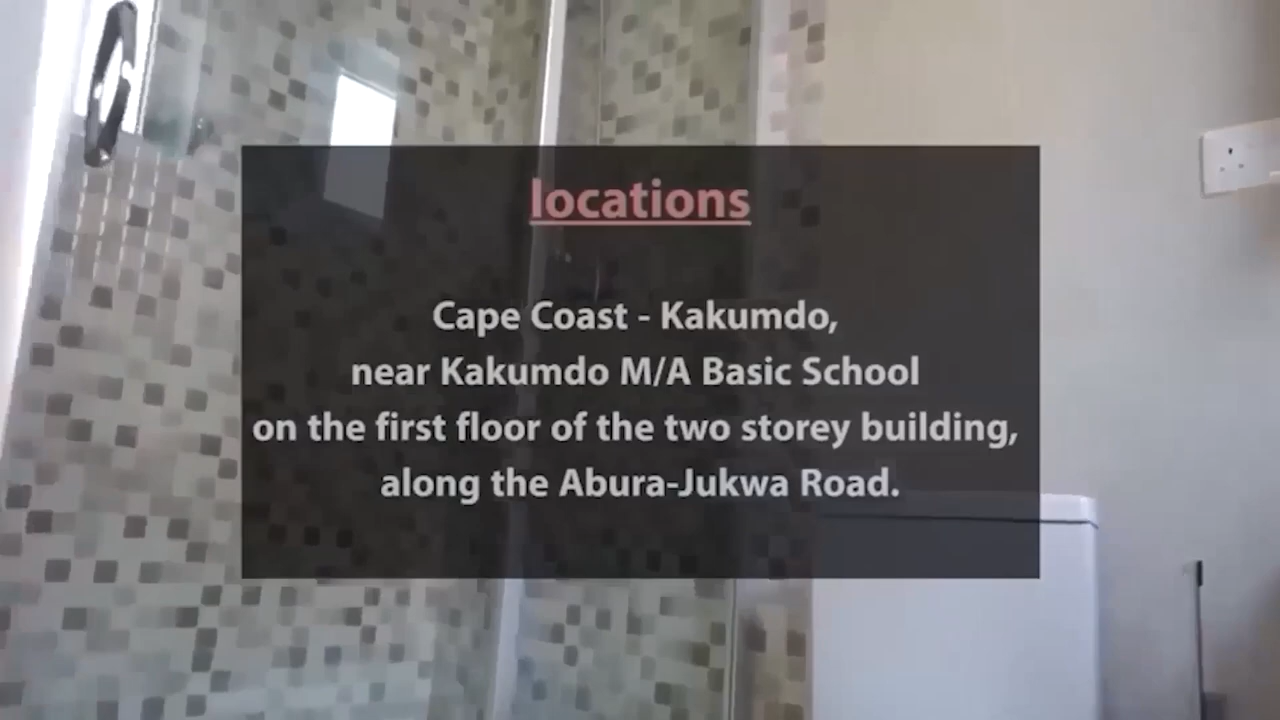 locations
Cape Coast - Kakumdo,
near Kakumdo M/A Basic School
on the first floor of the two storey building,
along the Abura-Jukwa Road.